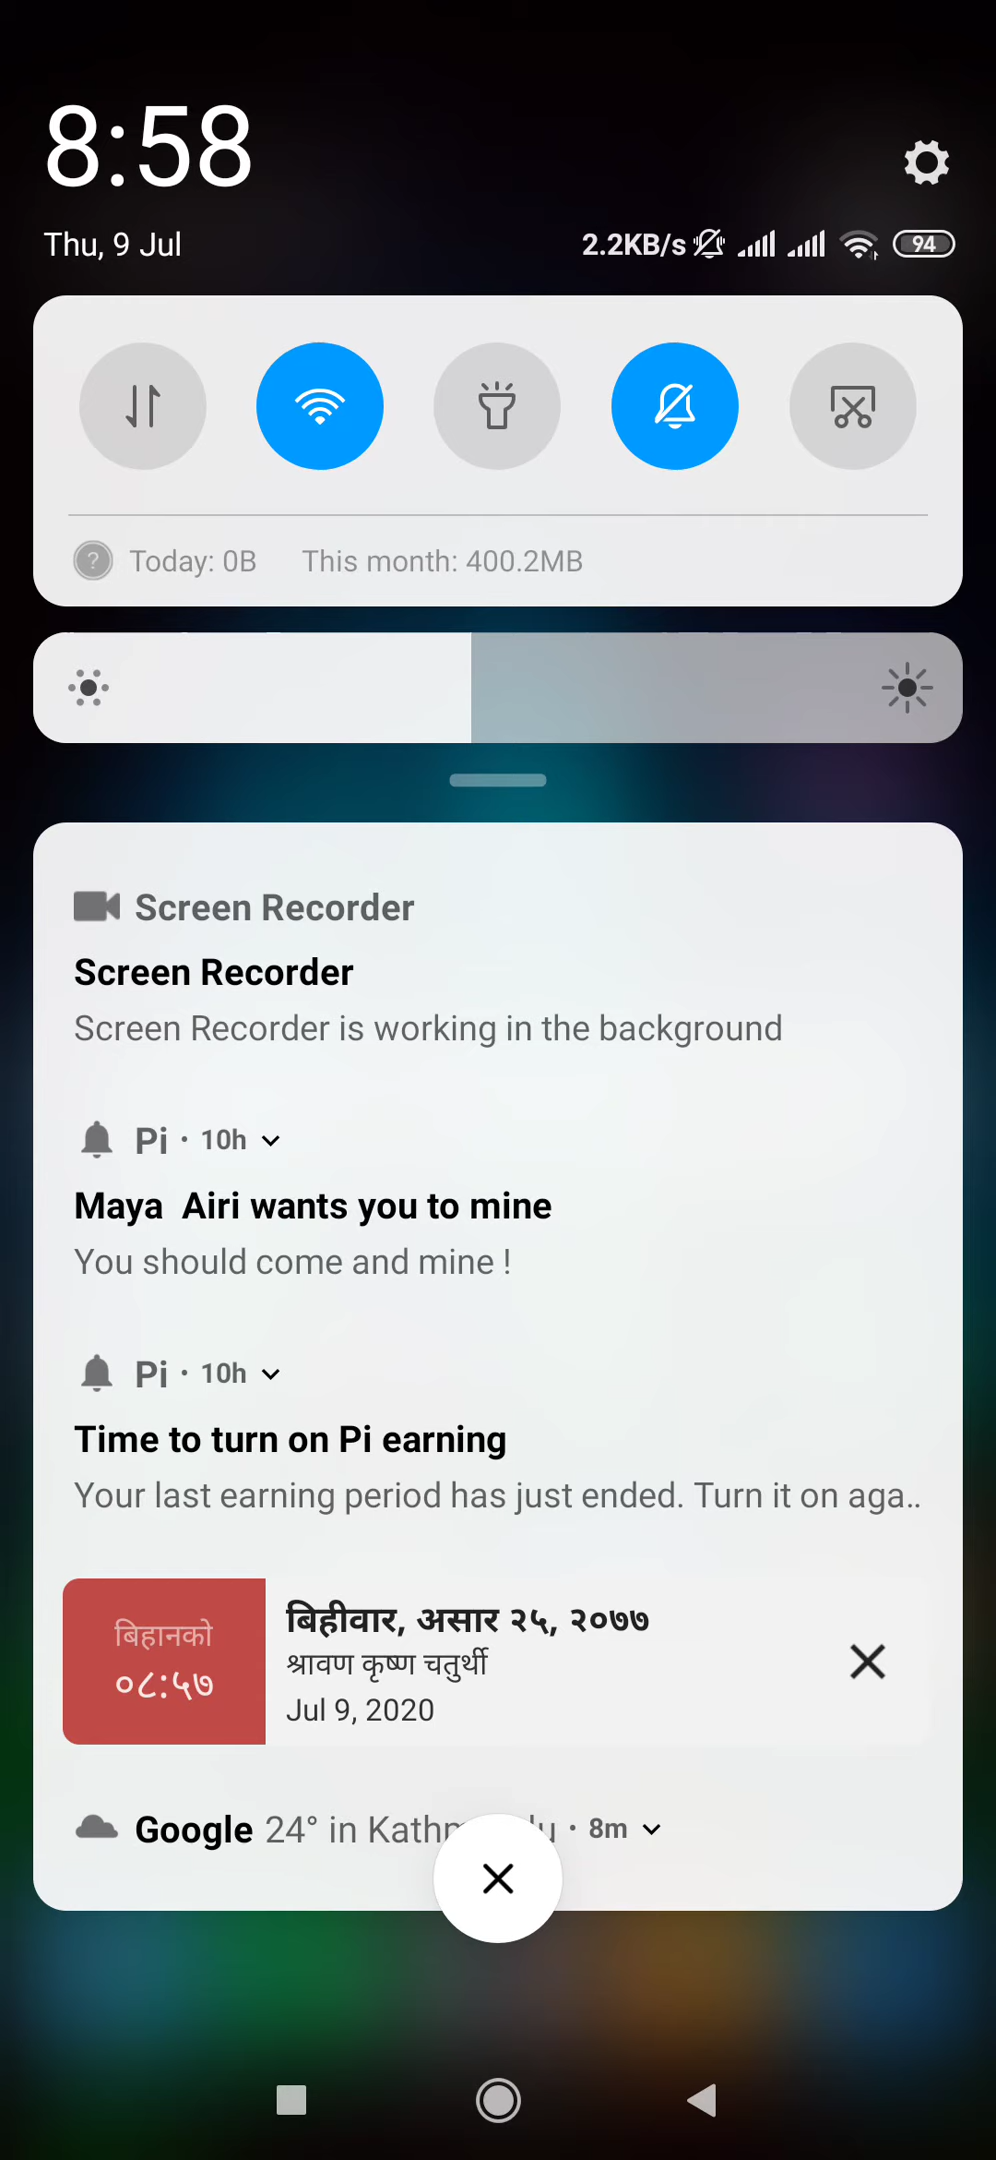 8:58
Thu, 9 Jul
2.2KB/s
94
Today: 0B This month: 400.2MB
Screen Recorder
Screen Recorder
Screen Recorder is working in the background
Pi · 10h
Maya Airi wants you to mine
You should come and mine !
Pi · 10h
Time to turn on Pi earning
Your last earning period has just ended. Turn it on aga..
बिहानको
०८:५७
बिहीवार, असार २५, २०७७
श्रावण कृष्ण चतुर्थी
Jul 9, 2020
Google 24° in · 8m